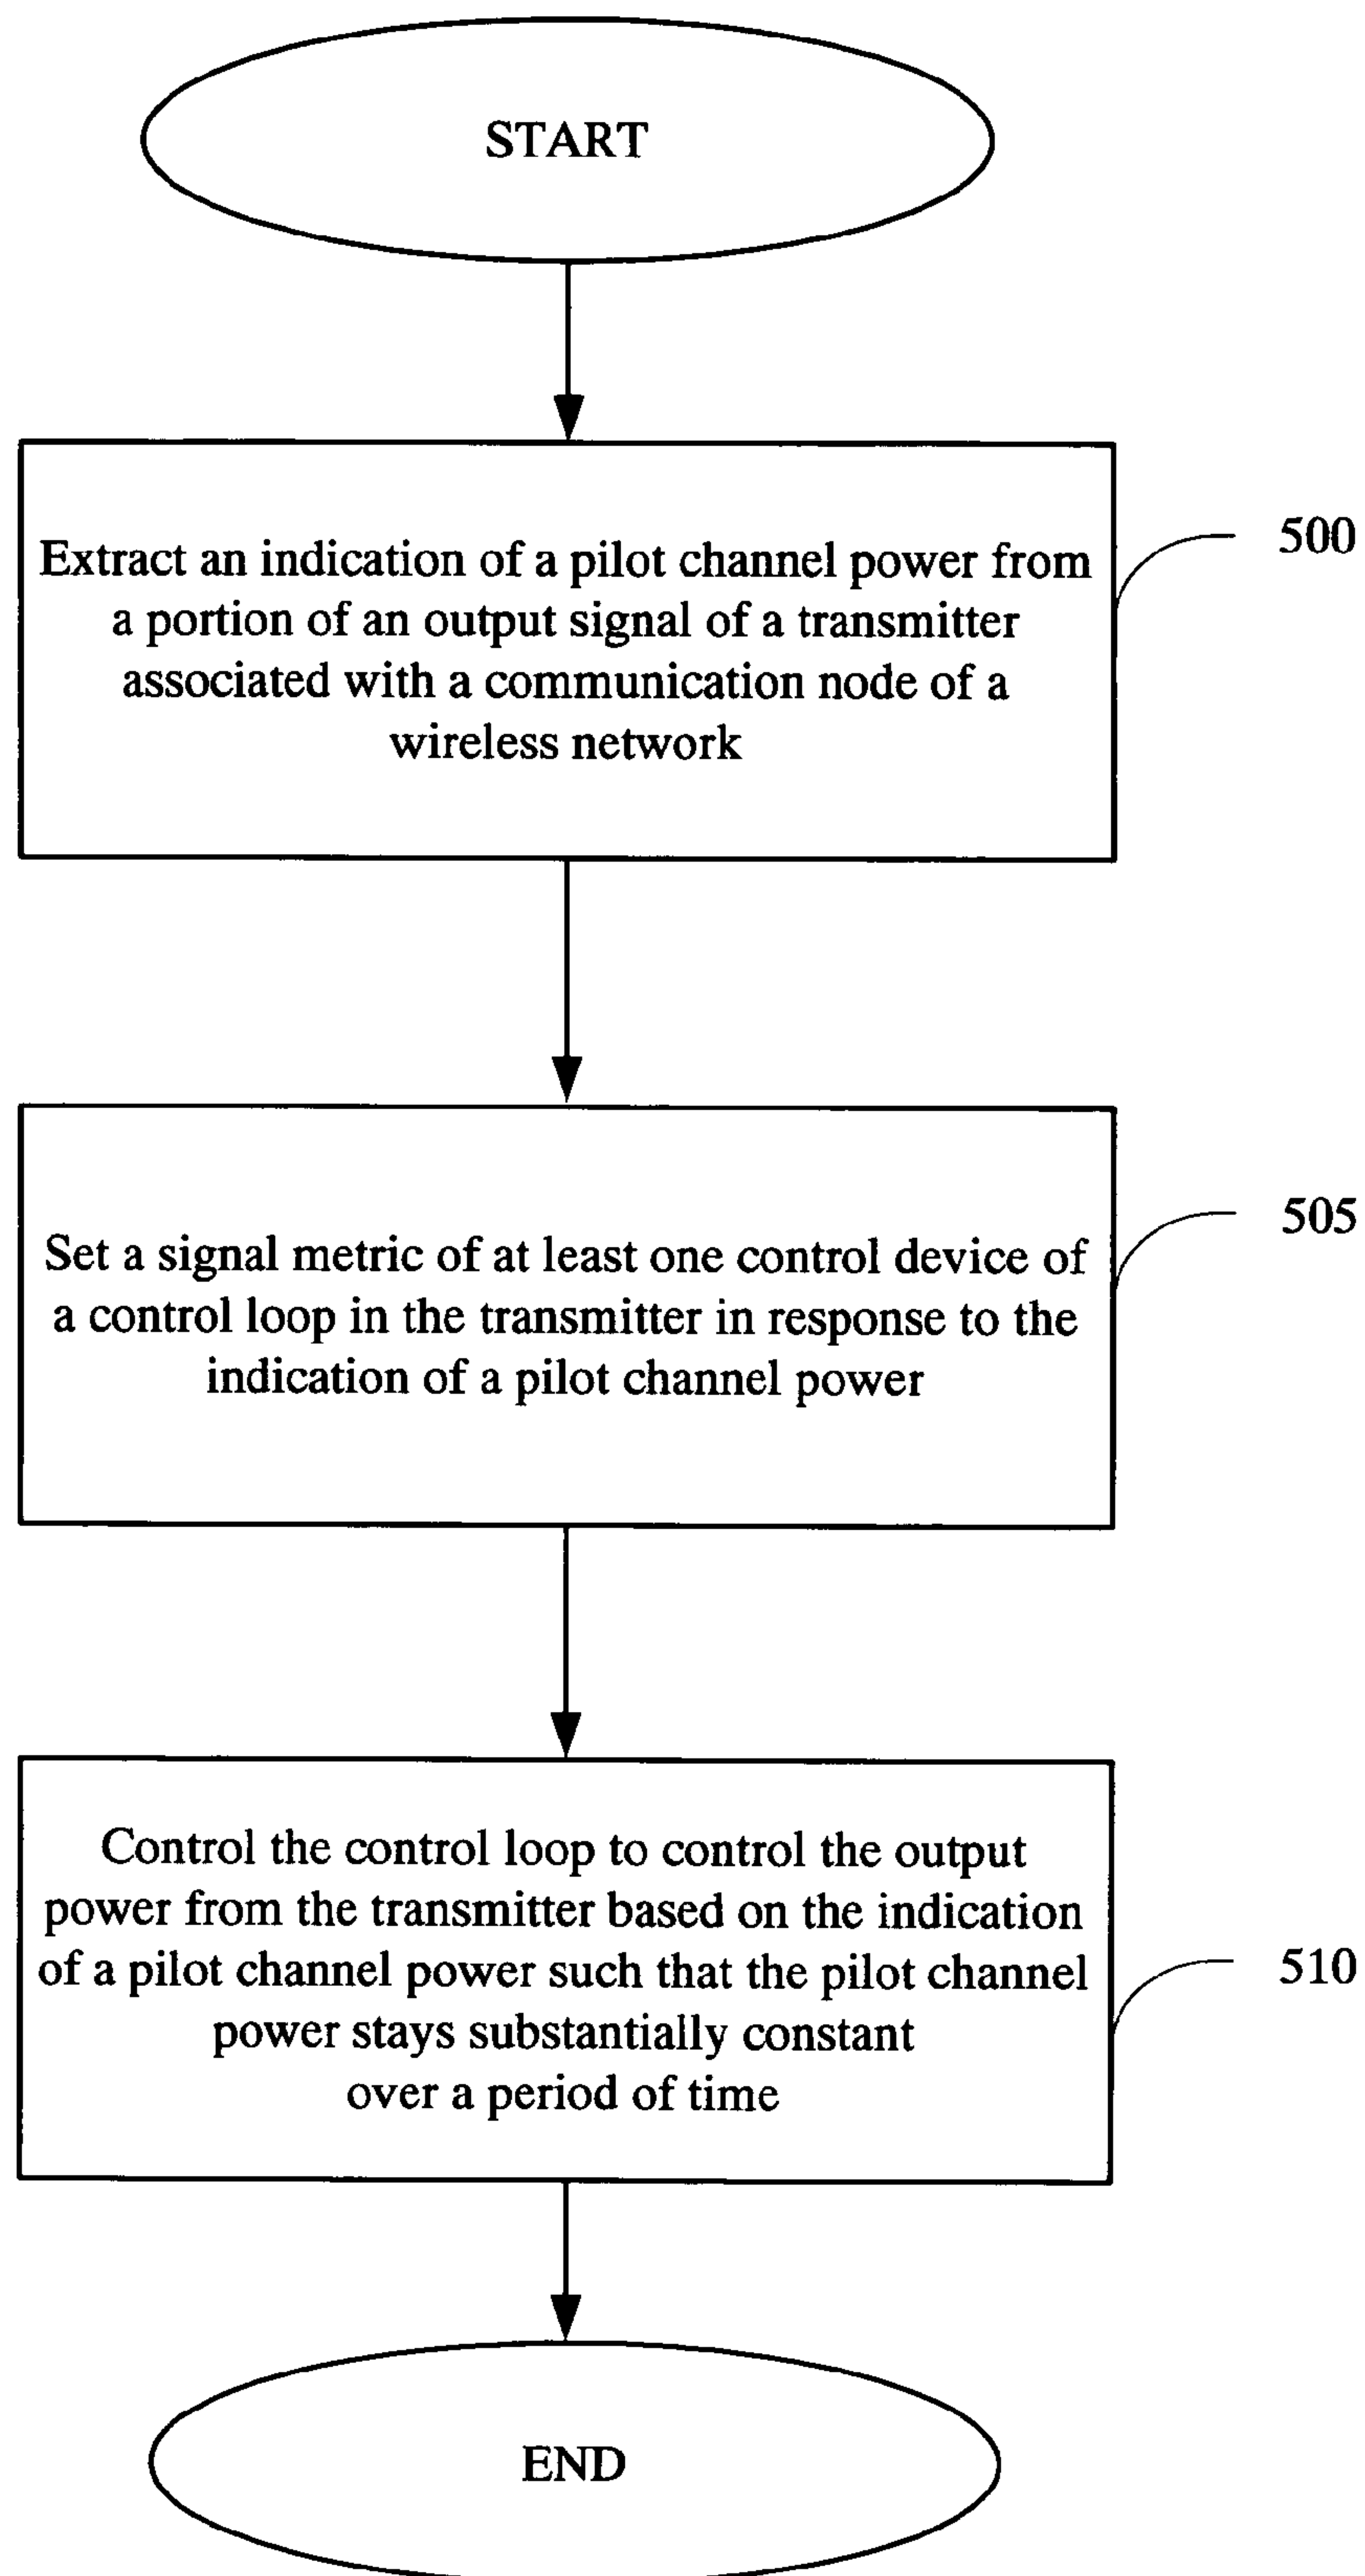 START
Extract an indication of a pilot channel power from
a portion of an output signal of a transmitter
associated with a communication node of a
wireless network
500
Set a signal metric of at least one control device of
a control loop in the transmitter in response to the
indication of a pilot channel power
505
Control the control loop to control the output
power from the transmitter based on the indication
of a pilot channel power such that the pilot channel
power stays substantially constant
over a period of time
510
END